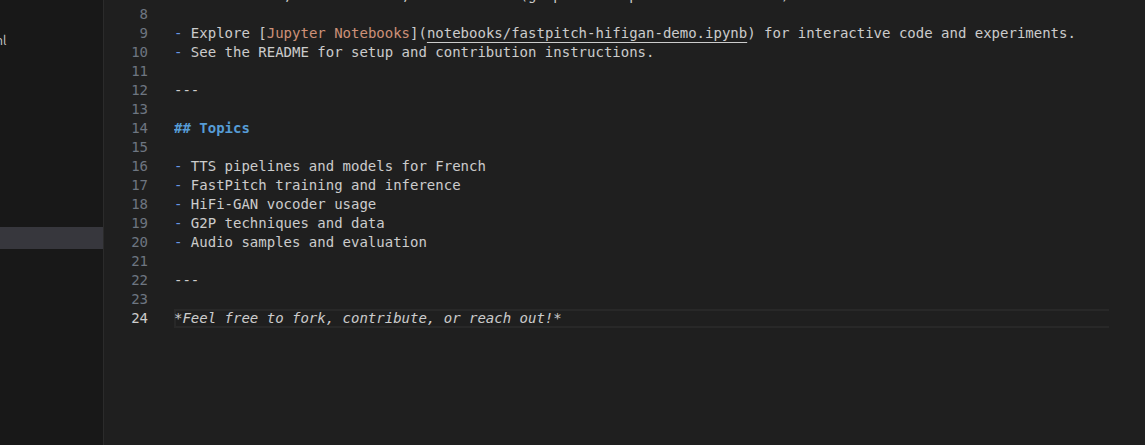 8
9 - Explore [Jupyter Notebooks](notebooks/fastpitch-hifigan-demo.ipynb) for interactive code and experiments.
10 - See the README for setup and contribution instructions.
11
12 ---
13
14 ## Topics
15
16 - TTS pipelines and models for French
17 - FastPitch training and inference
18 - HiFi-GAN vocoder usage
19 - G2P techniques and data
20 - Audio samples and evaluation
21
22 ---
23
24 *Feel free to fork, contribute, or reach out!*